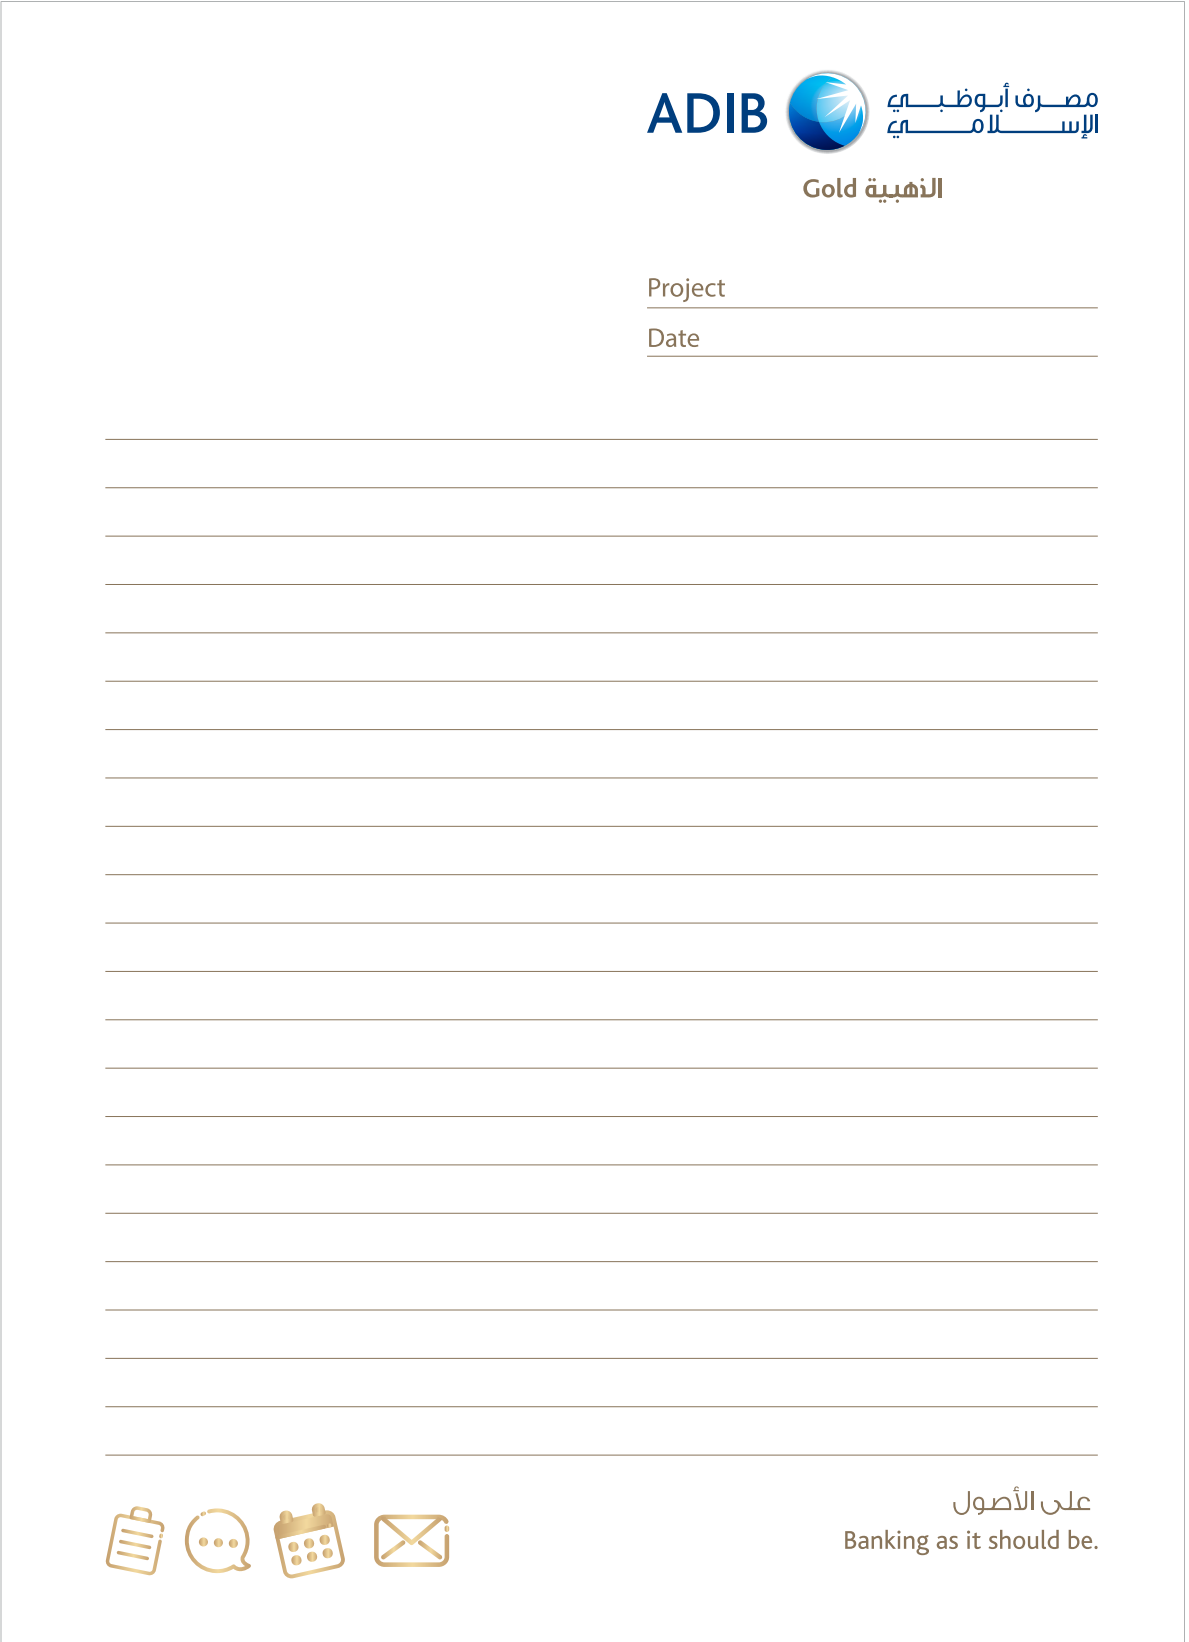 ADIB مصرف أبوظبي
الإسلامي
Gold الذهبية
Project
Date
على الأصول
Banking as it should be.